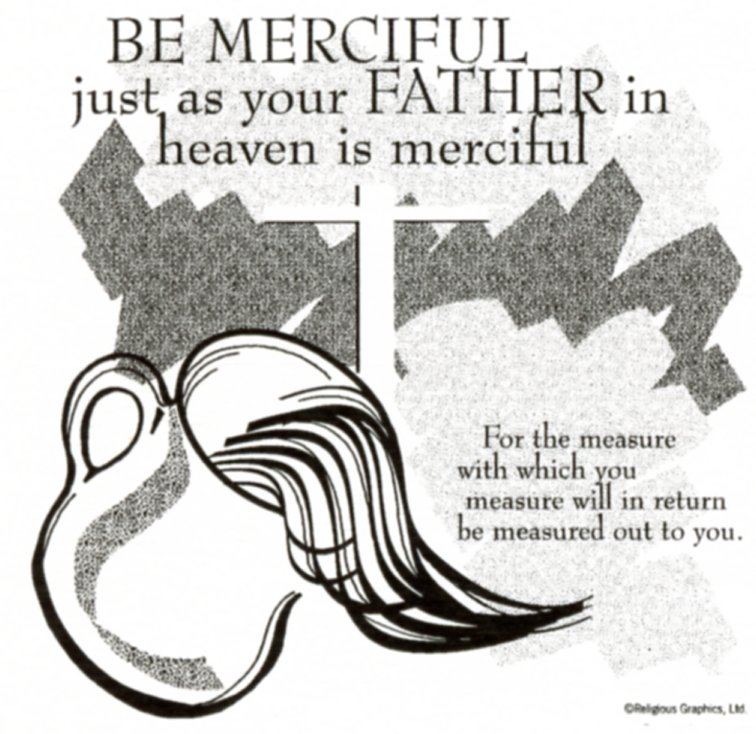 BE MERCIFUL
just as your FATHER in
heaven is merciful
For the measure
with which you
measure will in return
be measured out to you.
©Religious Graphics, Ltd.